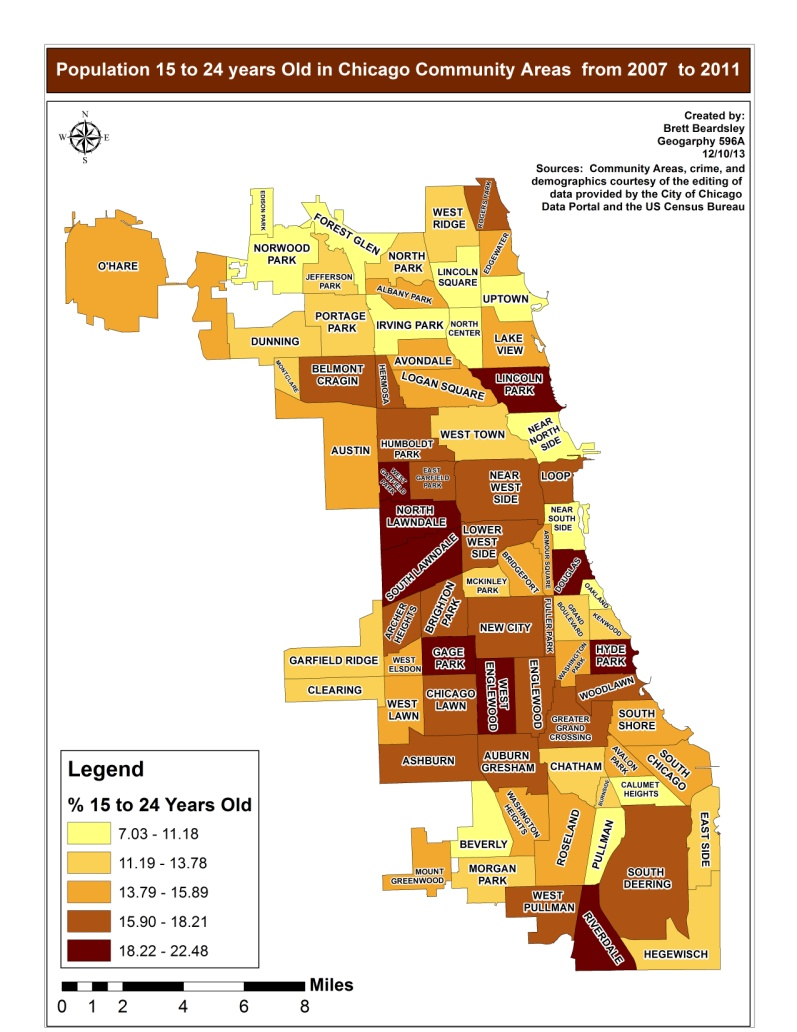 Population 15 to 24 years Old in Chicago Community Areas from 2007 to 2011
N
W
E
S
Created by:
Brett Beardsley
Geogarphy 596A
12/10/13
Sources: Community Areas, crime, and
demographics courtesy of the editing of
data provided by the City of Chicago
Data Portal and the US Census Bureau
EDISON PARK
ROGERS PARK
WEST
RIDGE
FOREST GLEN
NORWOOD
PARK
O'HARE
NORTH
PARK
EDGEWATER
LINCOLN
SQUARE
JEFFERSON
PARK
ALBANY PARK
UPTOWN
PORTAGE
PARK
IRVING PARK
NORTH
CENTER
DUNNING
LAKE
VIEW
AVONDALE
MONTCLARE
BELMONT
CRAGIN
HERMOSA
LOGAN SQUARE
LINCOLN
PARK
WEST TOWN
NEAR
NORTH
SIDE
AUSTIN
HUMBOLDT
PARK
WEST
GARFIELD
PARK
EAST
GARFIELD
PARK
NEAR
WEST
SIDE
LOOP
NORTH
LAWNDALE
NEAR
SOUTH
SIDE
LOWER
WEST
SIDE
ARMOUR SQUARE
SOUTH LAWNDALE
BRIDGEPORT
DOUGLAS
MCKINLEY
PARK
OAKLAND
ARCHER
HEIGHTS
BRIGHTON
PARK
NEW CITY
FULLER PARK
GRAND
BOULEVARD
KENWOOD
GARFIELD RIDGE
WEST
ELSDON
GAGE
PARK
WASHINGTON
PARK
HYDE
PARK
CLEARING
WEST
LAWN
CHICAGO
LAWN
WEST
ENGLEWOOD
ENGLEWOOD
WOODLAWN
GREATER
GRAND
CROSSING
SOUTH
SHORE
ASHBURN
AUBURN
GRESHAM
CHATHAM
AVALON
PARK
SOUTH
CHICAGO
BURNSIDE
CALUMET
HEIGHTS
WASHINGTON
HEIGHTS
BEVERLY
ROSELAND
PULLMAN
EAST SIDE
MOUNT
GREENWOOD
MORGAN
PARK
SOUTH
DEERING
WEST
PULLMAN
RIVERDALE
HEGEWISCH
Legend
% 15 to 24 Years Old
7.03 - 11.18
11.19 - 13.78
13.79 - 15.89
15.90 - 18.21
18.22 - 22.48
Miles
0 1 2 4 6 8